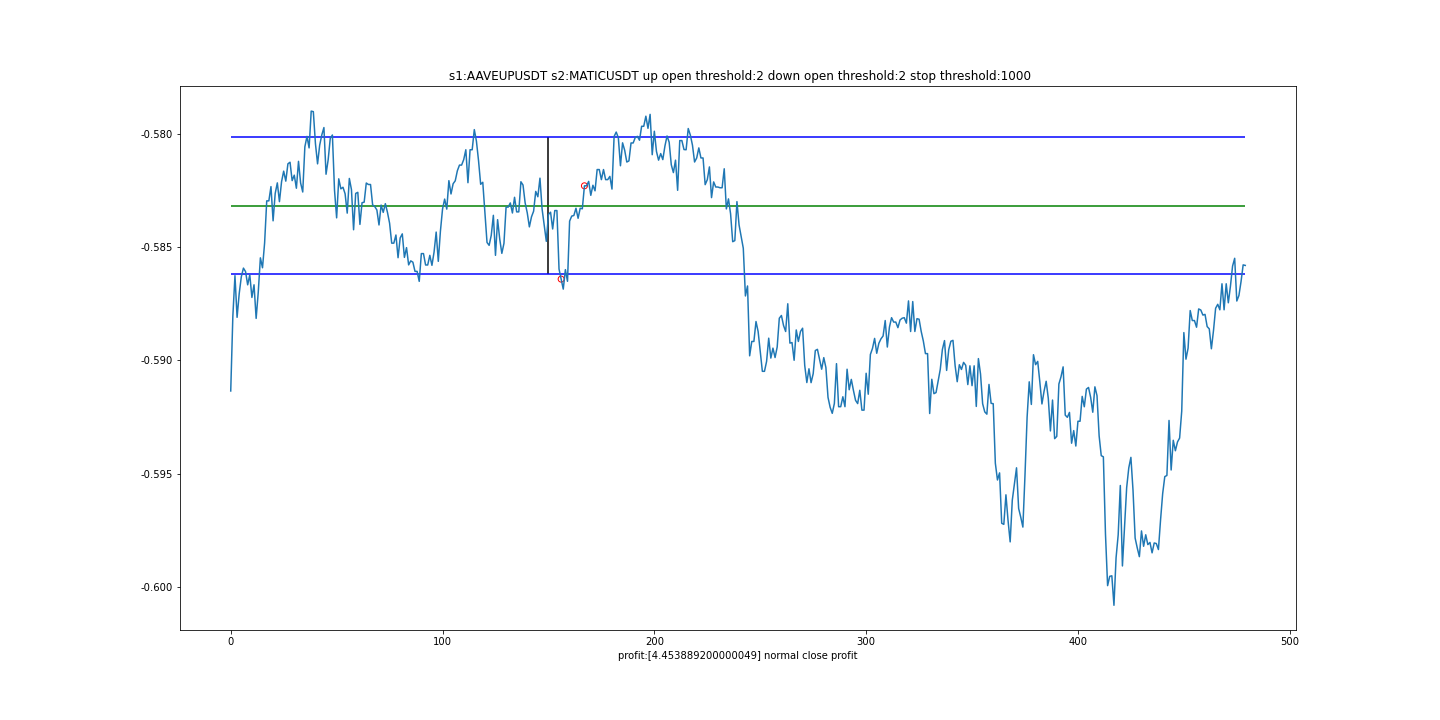 s1:AAVEUPUSDT s2:MATICUSDT up open threshold:2 down open threshold:2 stop threshold:1000
-0.580
-0.585
-0.590
-0.595
-0.600
0 100 200 300 400 500
profit:[4.453889200000049] normal close profit